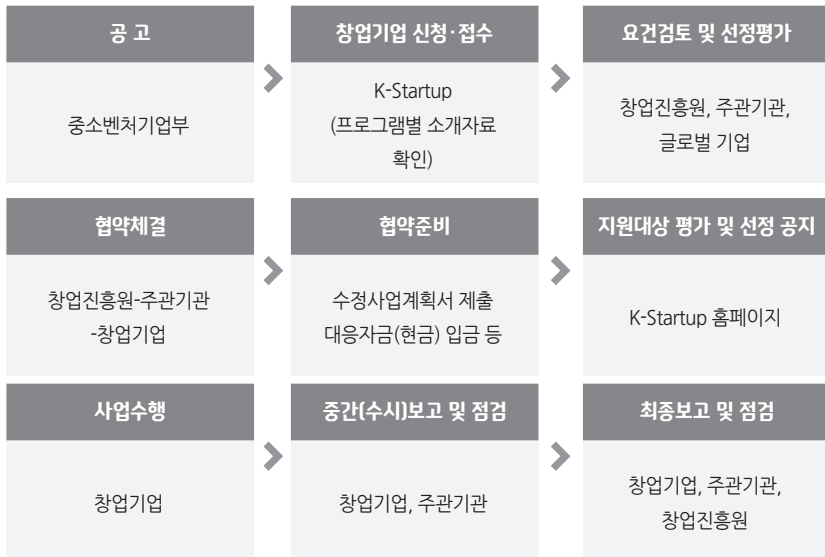 공 고
중소벤처기업부
창업기업 신청·접수
K-Startup
(프로그램별 소개자료
확인)
요건검토 및 선정평가
창업진흥원, 주관기관,
글로벌 기업
협약체결
창업진흥원-주관기관
-창업기업
협약준비
수정사업계획서 제출
대응자금(현금) 입금 등
지원대상 평가 및 선정 공지
K-Startup 홈페이지
사업수행
창업기업
중간(수시)보고 및 점검
창업기업, 주관기관
최종보고 및 점검
창업기업, 주관기관,
창업진흥원